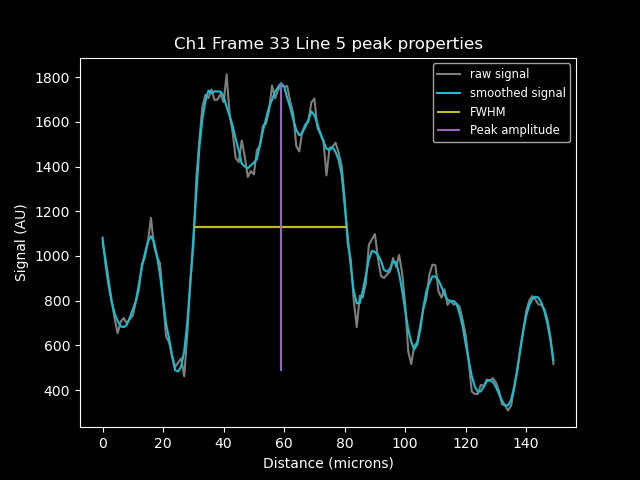 Ch1 Frame 33 Line 5 peak properties
raw signal
smoothed signal
FWHM
Peak amplitude
Signal (AU)
1800
1600
1400
1200
1000
800
600
400
0 20 40 60 80 100 120 140
Distance (microns)